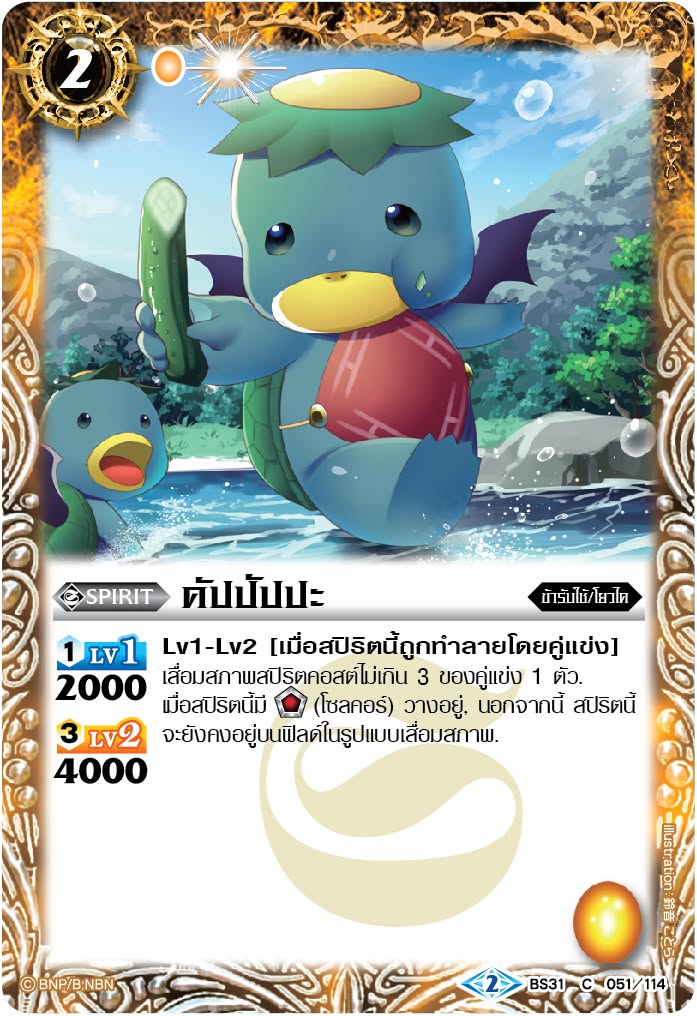 2
SPIRIT
คัปปัปปะ
ข้ารับใช้/โยวไค
1 LV1
2000
3 LV2
4000
Lv1-Lv2 [เมื่อสปิริตนี้ถูกทำลายโดยคู่แข่ง]
เสื่อมสภาพสปิริตคอสต์ไม่เกิน 3 ของคู่แข่ง 1 ตัว.
เมื่อสปิริตนี้มี (โซลคอร์) วางอยู่, นอกจากนี้ สปิริตนี้
จะยังคงอยู่บนฟิลด์ในรูปแบบเสื่อมสภาพ.
illustration : 鈴音 ことら
©BNP/B:NBN
2
BS31 C 051/114